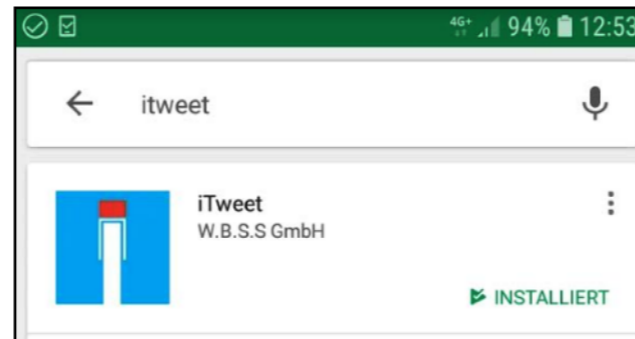 4G+ 94% 12:53
itweet
iTweet
W.B.S.S GmbH
INSTALLIERT